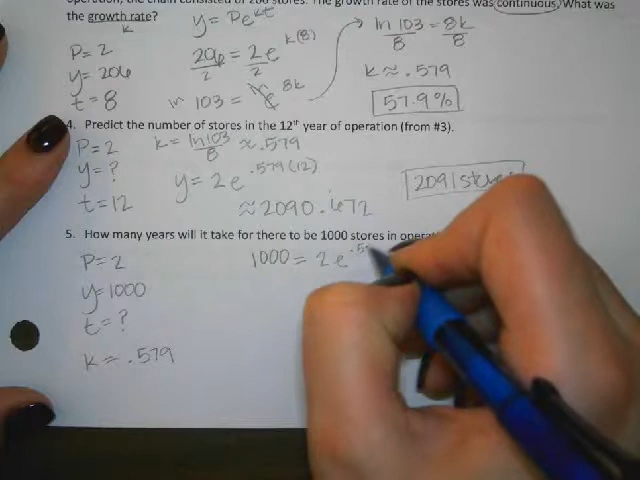 operation, the chain consisted of 206 stores. The growth rate of the stores was continuous. What was
the growth rate?
k
y = Pe^kt
P = 2
y = 206
t = 8
206 = 2e^k(8)
2 2
ln 103 = ln e^8k
ln 103 = 8k
8 8
k ≈ .579
57.9%
4. Predict the number of stores in the 12th year of operation (from #3).
P = 2
y = ?
t = 12
k = ln 103 ≈ .579
8
y = 2e^.579(12)
≈ 2090.672
2091 stores
5. How many years will it take for there to be 1000 stores in
P = 2
y = 1000
t = ?
k = .579
1000 = 2e^.5